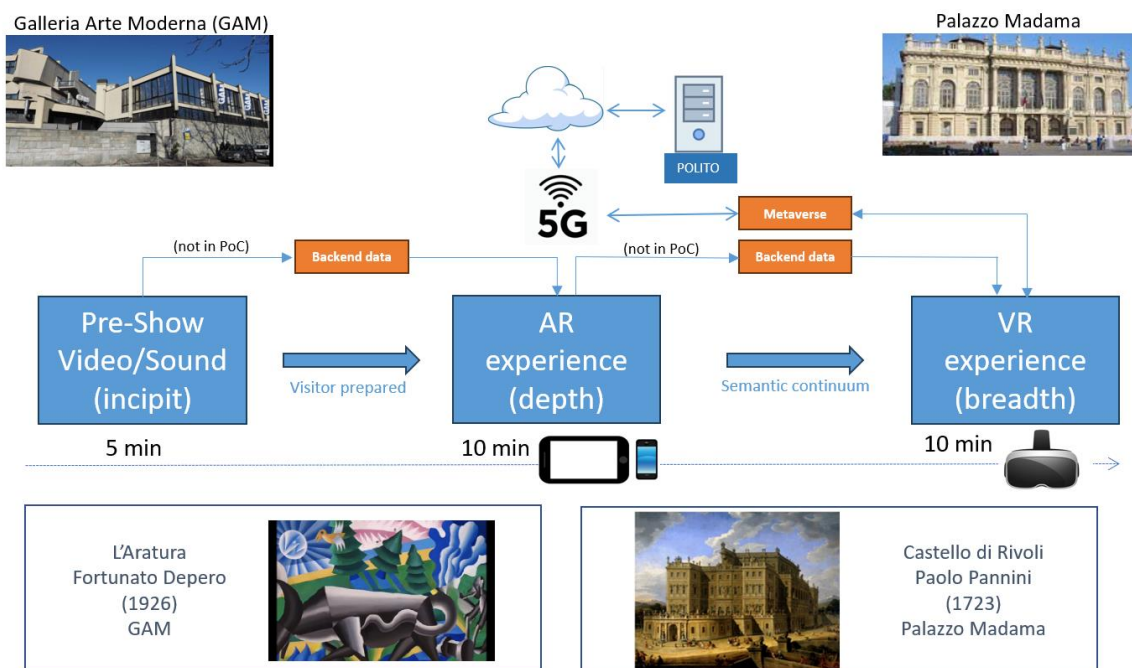 Galleria Arte Moderna (GAM)
Palazzo Madama
GAM
POLITO
5G
Metaverse
(not in PoC)
Backend data
(not in PoC)
Backend data
Pre-Show
Video/Sound
(incipit)
Visitor prepared
AR
experience
(depth)
Semantic continuum
VR
experience
(breadth)
5 min
10 min
10 min
L’Aratura
Fortunato Depero
(1926)
GAM
Castello di Rivoli
Paolo Pannini
(1723)
Palazzo Madama